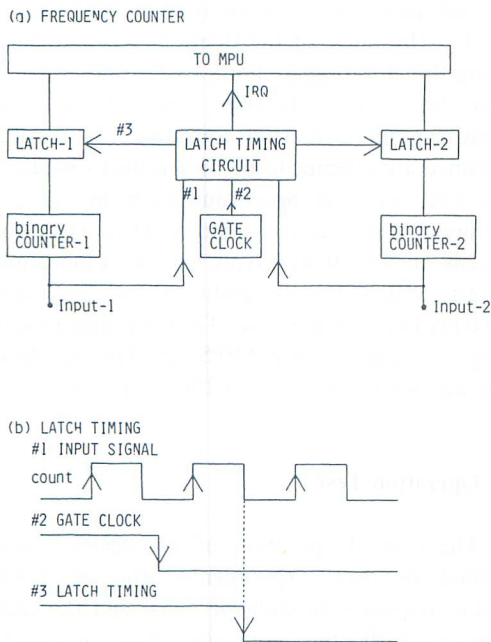 (a) FREQUENCY COUNTER
TO MPU
IRQ
#3
LATCH-1
LATCH TIMING
CIRCUIT
LATCH-2
#1
#2
binary
COUNTER-1
GATE
CLOCK
binary
COUNTER-2
Input-1
Input-2
(b) LATCH TIMING
#1 INPUT SIGNAL
count
#2 GATE CLOCK
#3 LATCH TIMING